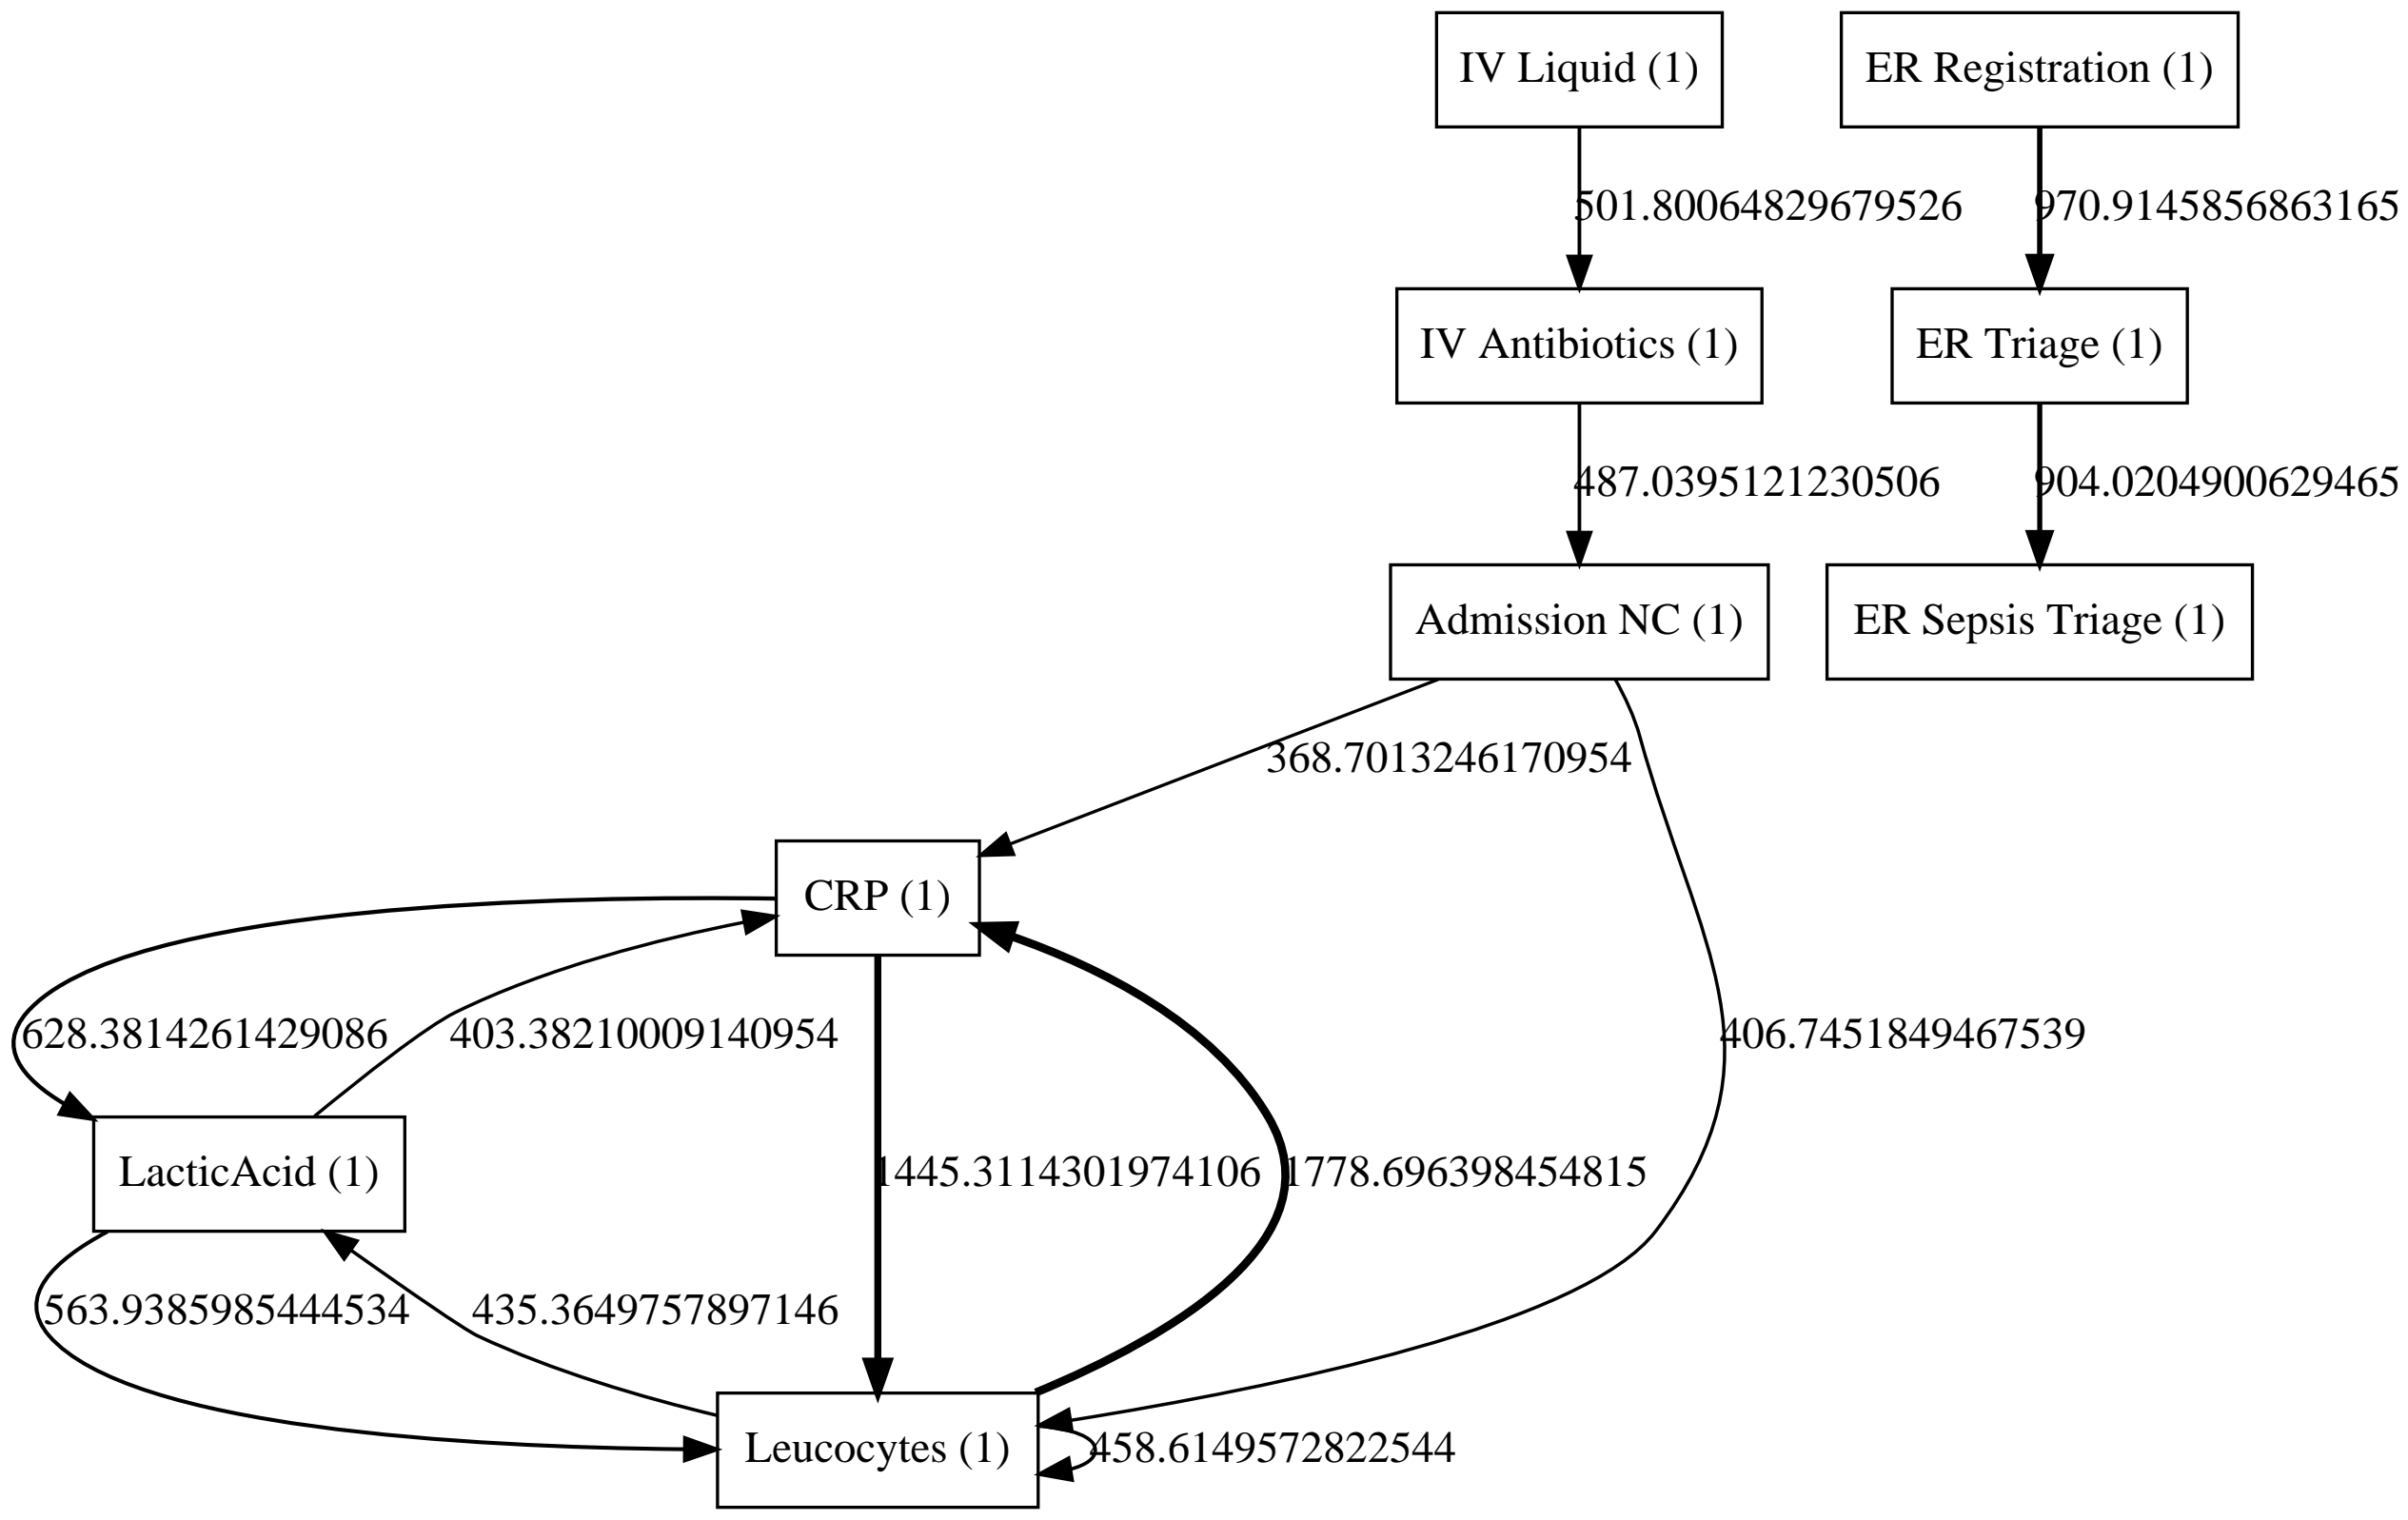 IV Liquid (1)
ER Registration (1)
501.80064829679526
970.9145856863165
IV Antibiotics (1)
ER Triage (1)
487.0395121230506
904.0204900629465
Admission NC (1)
ER Sepsis Triage (1)
368.7013246170954
CRP (1)
628.3814261429086
403.38210009140954
406.7451849467539
LacticAcid (1)
1445.3114301974106
1778.696398454815
563.9385985444534
435.3649757897146
Leucocytes (1)
458.6149572822544